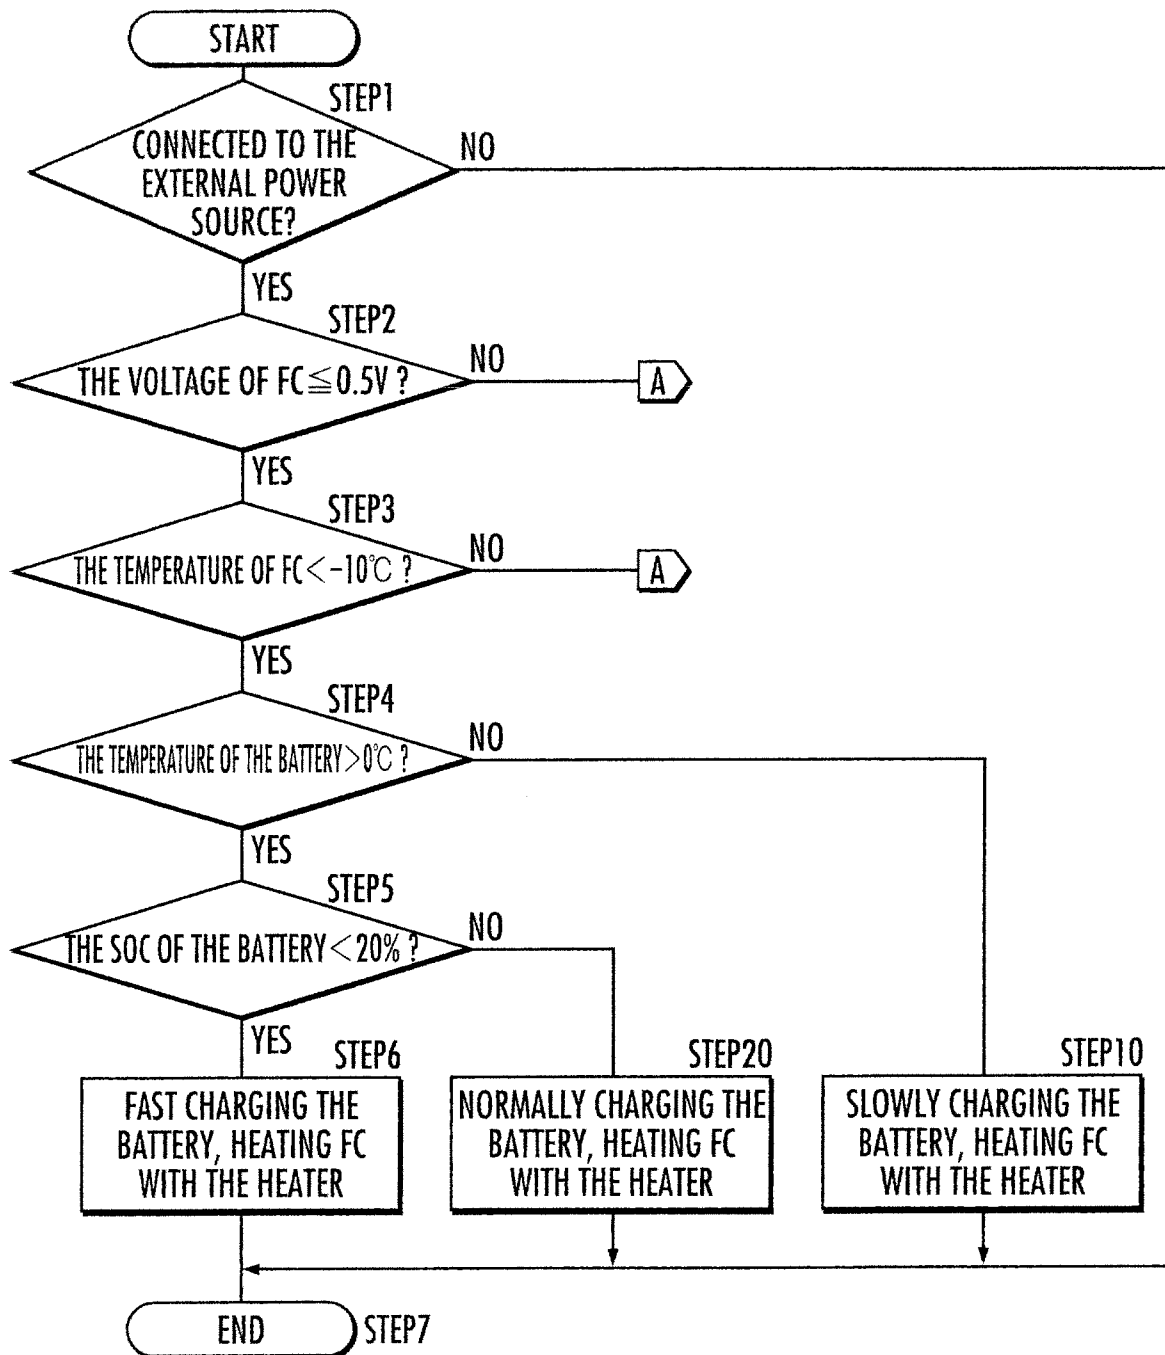 START
STEP1
CONNECTED TO THE
EXTERNAL POWER
SOURCE?
NO
YES
STEP2
THE VOLTAGE OF FC≦0.5V ?
NO
A
YES
STEP3
THE TEMPERATURE OF FC<-10℃ ?
NO
A
YES
STEP4
THE TEMPERATURE OF THE BATTERY>0℃ ?
NO
YES
STEP5
THE SOC OF THE BATTERY<20% ?
NO
YES
STEP6
FAST CHARGING THE
BATTERY, HEATING FC
WITH THE HEATER
STEP20
NORMALLY CHARGING THE
BATTERY, HEATING FC
WITH THE HEATER
STEP10
SLOWLY CHARGING THE
BATTERY, HEATING FC
WITH THE HEATER
END
STEP7